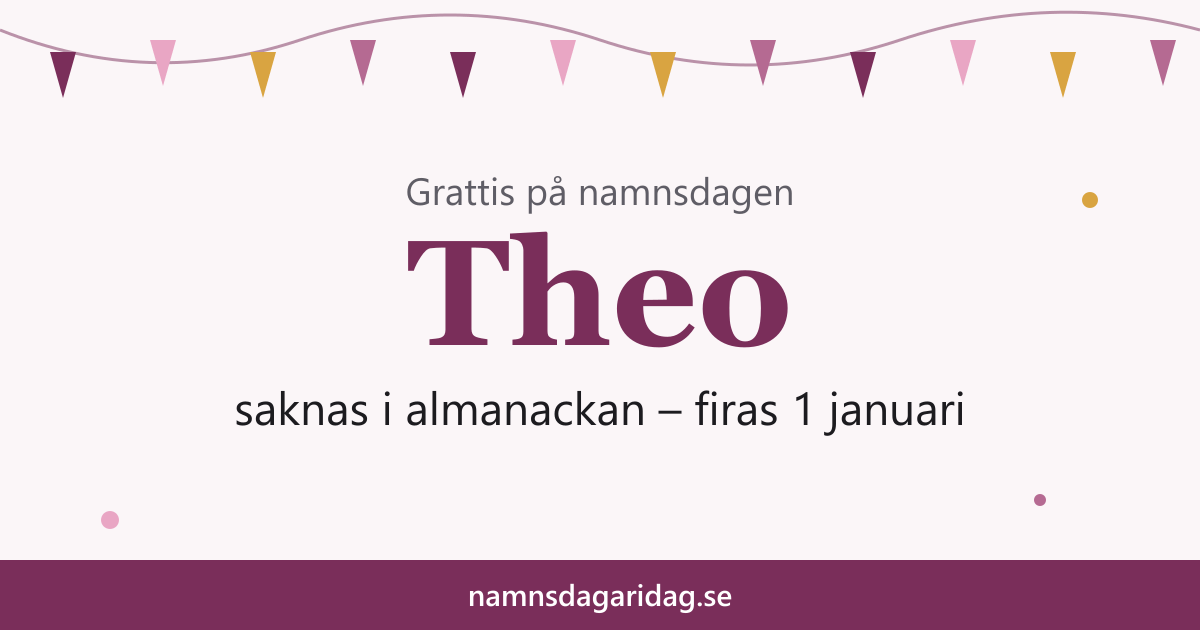 Grattis på namnsdagen
Theo
saknas i almanackan – firas 1 januari
namnsdagaridag.se